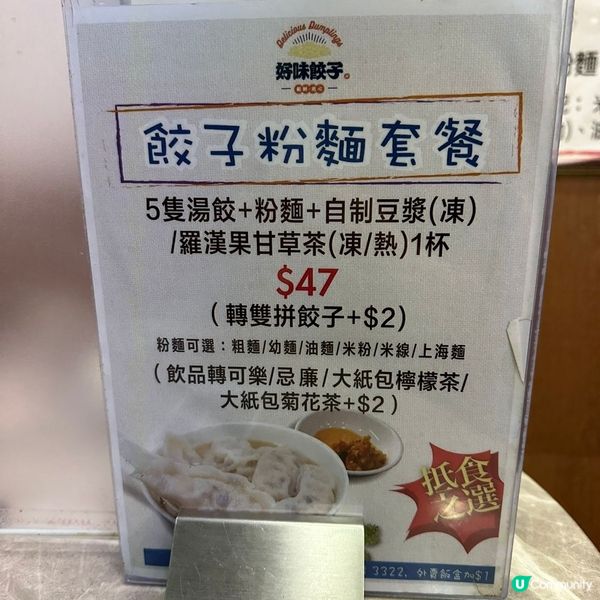 Delicious Dumplings
好味餃子
餃子粉麵套餐
5隻湯餃+粉麵+自制豆漿(凍)
/羅漢果甘草茶(凍/熱)1杯
$47
(轉雙拼餃子+$2)
粉麵可選：粗麵/幼麵/油麵/米粉/米線/上海麵
(飲品轉可樂/忌廉/大紙包檸檬茶/
大紙包菊花茶+$2)
抵食
之選
3322、外賣飯盒加$1
U Community